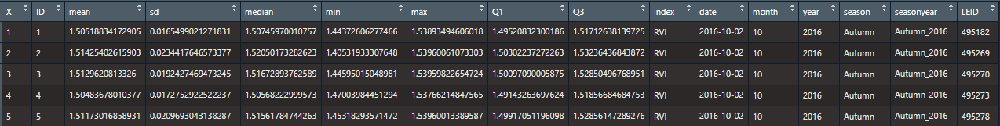 X ID mean sd median min max Q1 Q3 index date month year season seasonyear LEID
1 1 1.50518834172905 0.0165499021271831 1.50745970010757 1.44372606277466 1.53893494606018 1.49520832300186 1.51712638139725 RVI 2016-10-02 10 2016 Autumn Autumn_2016 495182
2 2 1.51425402615903 0.0234417646573377 1.52050173282623 1.40531933307648 1.53960061073303 1.50302237272263 1.53236436843872 RVI 2016-10-02 10 2016 Autumn Autumn_2016 495269
3 3 1.5129620813326 0.0192427469473245 1.51672893762589 1.44595015048981 1.53959822654724 1.50097090005875 1.52850496768951 RVI 2016-10-02 10 2016 Autumn Autumn_2016 495270
4 4 1.50483678010377 0.0172752922522237 1.50568222999573 1.47003984451294 1.53766214847565 1.49143263697624 1.51856684684753 RVI 2016-10-02 10 2016 Autumn Autumn_2016 495273
5 5 1.51173016858931 0.0209693043138287 1.51561784744263 1.45318293571472 1.53960013389587 1.49917051196098 1.52856147289276 RVI 2016-10-02 10 2016 Autumn Autumn_2016 495278